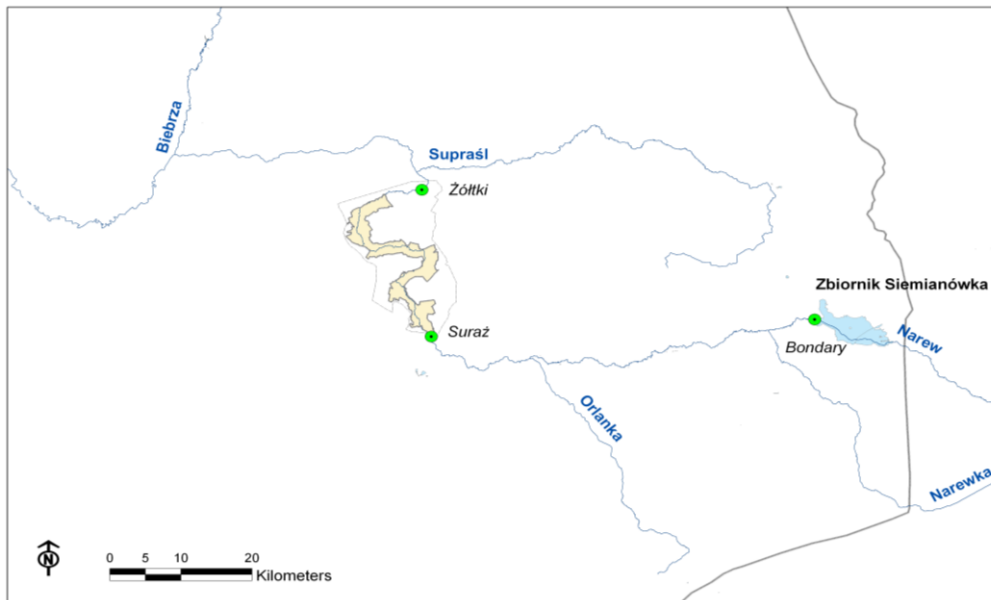 Biebrza
Supraśl
Żółtki
Zbiornik Siemianówka
Suraż
Bondary
Narew
Orlanka
Narewka
N
0 5 10 20
Kilometers